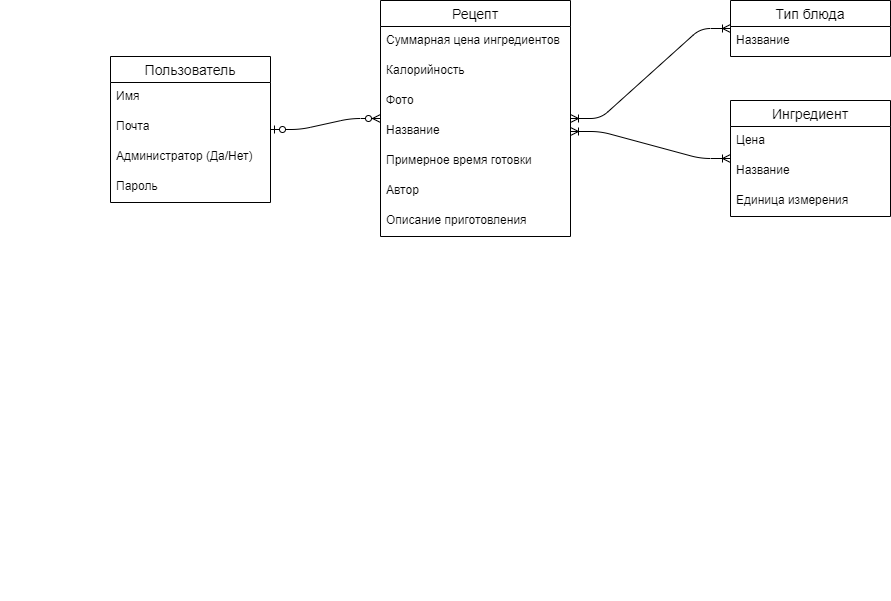 Пользователь
Имя
Почта
Администратор (Да/Нет)
Пароль
Рецепт
Суммарная цена ингредиентов
Калорийность
Фото
Название
Примерное время готовки
Автор
Описание приготовления
Тип блюда
Название
Ингредиент
Цена
Название
Единица измерения